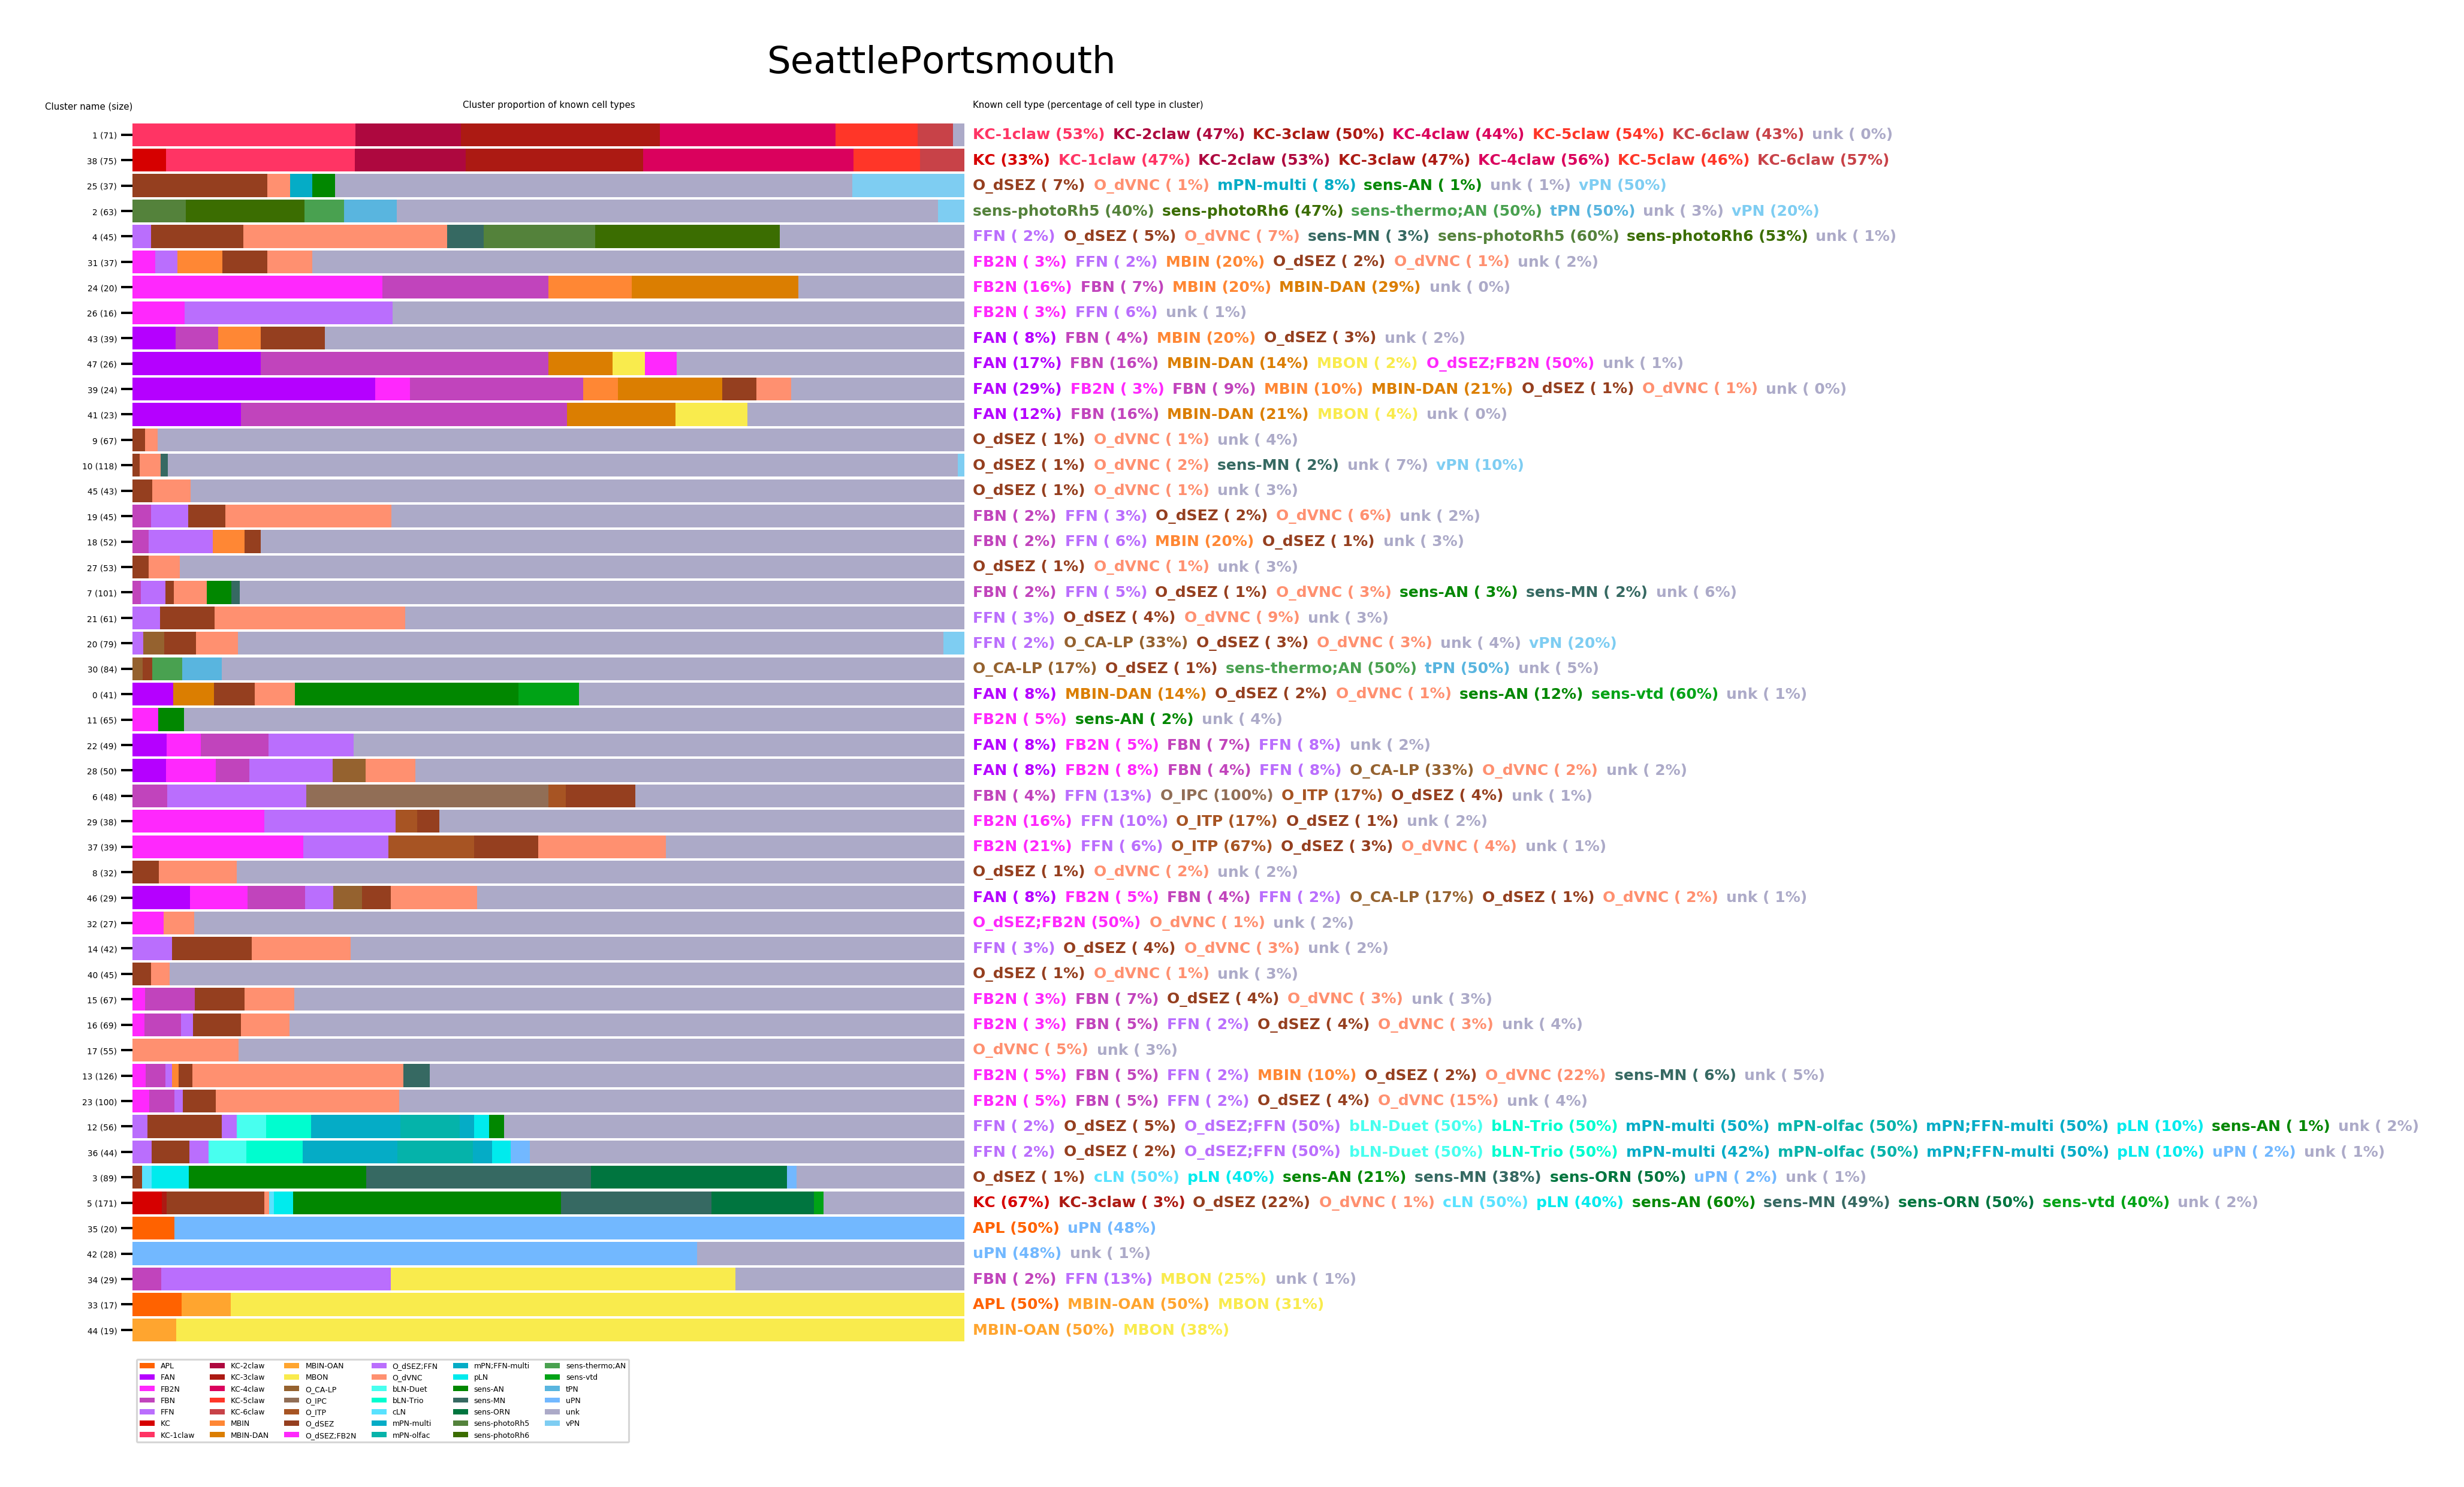 SeattlePortsmouth
Cluster name (size) Cluster proportion of known cell types Known cell type (percentage of cell type in cluster)
1 (71) KC-1claw (53%) KC-2claw (47%) KC-3claw (50%) KC-4claw (44%) KC-5claw (54%) KC-6claw (43%) unk ( 0%)
38 (75) KC (33%) KC-1claw (47%) KC-2claw (53%) KC-3claw (47%) KC-4claw (56%) KC-5claw (46%) KC-6claw (57%)
25 (37) O_dSEZ ( 7%) O_dVNC ( 1%) mPN-multi ( 8%) sens-AN ( 1%) unk ( 1%) vPN (50%)
2 (63) sens-photoRh5 (40%) sens-photoRh6 (47%) sens-thermo;AN (50%) tPN (50%) unk ( 3%) vPN (20%)
4 (45) FFN ( 2%) O_dSEZ ( 5%) O_dVNC ( 7%) sens-MN ( 3%) sens-photoRh5 (60%) sens-photoRh6 (53%) unk ( 1%)
31 (37) FB2N ( 3%) FFN ( 2%) MBIN (20%) O_dSEZ ( 2%) O_dVNC ( 1%) unk ( 2%)
24 (20) FB2N (16%) FBN ( 7%) MBIN (20%) MBIN-DAN (29%) unk ( 0%)
26 (16) FB2N ( 3%) FFN ( 6%) unk ( 1%)
43 (39) FAN ( 8%) FBN ( 4%) MBIN (20%) O_dSEZ ( 3%) unk ( 2%)
47 (26) FAN (17%) FBN (16%) MBIN-DAN (14%) MBON ( 2%) O_dSEZ;FB2N (50%) unk ( 1%)
39 (24) FAN (29%) FB2N ( 3%) FBN ( 9%) MBIN (10%) MBIN-DAN (21%) O_dSEZ ( 1%) O_dVNC ( 1%) unk ( 0%)
41 (23) FAN (12%) FBN (16%) MBIN-DAN (21%) MBON ( 4%) unk ( 0%)
9 (67) O_dSEZ ( 1%) O_dVNC ( 1%) unk ( 4%)
10 (118) O_dSEZ ( 1%) O_dVNC ( 2%) sens-MN ( 2%) unk ( 7%) vPN (10%)
45 (43) O_dSEZ ( 1%) O_dVNC ( 1%) unk ( 3%)
19 (45) FBN ( 2%) FFN ( 3%) O_dSEZ ( 2%) O_dVNC ( 6%) unk ( 2%)
18 (52) FBN ( 2%) FFN ( 6%) MBIN (20%) O_dSEZ ( 1%) unk ( 3%)
27 (53) O_dSEZ ( 1%) O_dVNC ( 1%) unk ( 3%)
7 (101) FBN ( 2%) FFN ( 5%) O_dSEZ ( 1%) O_dVNC ( 3%) sens-AN ( 3%) sens-MN ( 2%) unk ( 6%)
21 (61) FFN ( 3%) O_dSEZ ( 4%) O_dVNC ( 9%) unk ( 3%)
20 (79) FFN ( 2%) O_CA-LP (33%) O_dSEZ ( 3%) O_dVNC ( 3%) unk ( 4%) vPN (20%)
30 (84) O_CA-LP (17%) O_dSEZ ( 1%) sens-thermo;AN (50%) tPN (50%) unk ( 5%)
0 (41) FAN ( 8%) MBIN-DAN (14%) O_dSEZ ( 2%) O_dVNC ( 1%) sens-AN (12%) sens-vtd (60%) unk ( 1%)
11 (65) FB2N ( 5%) sens-AN ( 2%) unk ( 4%)
22 (49) FAN ( 8%) FB2N ( 5%) FBN ( 7%) FFN ( 8%) unk ( 2%)
28 (50) FAN ( 8%) FB2N ( 8%) FBN ( 4%) FFN ( 8%) O_CA-LP (33%) O_dVNC ( 2%) unk ( 2%)
6 (48) FBN ( 4%) FFN (13%) O_IPC (100%) O_ITP (17%) O_dSEZ ( 4%) unk ( 1%)
29 (38) FB2N (16%) FFN (10%) O_ITP (17%) O_dSEZ ( 1%) unk ( 2%)
37 (39) FB2N (21%) FFN ( 6%) O_ITP (67%) O_dSEZ ( 3%) O_dVNC ( 4%) unk ( 1%)
8 (32) O_dSEZ ( 1%) O_dVNC ( 2%) unk ( 2%)
46 (29) FAN ( 8%) FB2N ( 5%) FBN ( 4%) FFN ( 2%) O_CA-LP (17%) O_dSEZ ( 1%) O_dVNC ( 2%) unk ( 1%)
32 (27) O_dSEZ;FB2N (50%) O_dVNC ( 1%) unk ( 2%)
14 (42) FFN ( 3%) O_dSEZ ( 4%) O_dVNC ( 3%) unk ( 2%)
40 (45) O_dSEZ ( 1%) O_dVNC ( 1%) unk ( 3%)
15 (67) FB2N ( 3%) FBN ( 7%) O_dSEZ ( 4%) O_dVNC ( 3%) unk ( 3%)
16 (69) FB2N ( 3%) FBN ( 5%) FFN ( 2%) O_dSEZ ( 4%) O_dVNC ( 3%) unk ( 4%)
17 (55) O_dVNC ( 5%) unk ( 3%)
13 (126) FB2N ( 5%) FBN ( 5%) FFN ( 2%) MBIN (10%) O_dSEZ ( 2%) O_dVNC (22%) sens-MN ( 6%) unk ( 5%)
23 (100) FB2N ( 5%) FBN ( 5%) FFN ( 2%) O_dSEZ ( 4%) O_dVNC (15%) unk ( 4%)
12 (56) FFN ( 2%) O_dSEZ ( 5%) O_dSEZ;FFN (50%) bLN-Duet (50%) bLN-Trio (50%) mPN-multi (50%) mPN-olfac (50%) mPN;FFN-multi (50%) pLN (10%) sens-AN ( 1%) unk ( 2%)
36 (44) FFN ( 2%) O_dSEZ ( 2%) O_dSEZ;FFN (50%) bLN-Duet (50%) bLN-Trio (50%) mPN-multi (42%) mPN-olfac (50%) mPN;FFN-multi (50%) pLN (10%) uPN ( 2%) unk ( 1%)
3 (89) O_dSEZ ( 1%) cLN (50%) pLN (40%) sens-AN (21%) sens-MN (38%) sens-ORN (50%) uPN ( 2%) unk ( 1%)
5 (171) KC (67%) KC-3claw ( 3%) O_dSEZ (22%) O_dVNC ( 1%) cLN (50%) pLN (40%) sens-AN (60%) sens-MN (49%) sens-ORN (50%) sens-vtd (40%) unk ( 2%)
35 (20) APL (50%) uPN (48%)
42 (28) uPN (48%) unk ( 1%)
34 (29) FBN ( 2%) FFN (13%) MBON (25%) unk ( 1%)
33 (17) APL (50%) MBIN-OAN (50%) MBON (31%)
44 (19) MBIN-OAN (50%) MBON (38%)
APL KC-2claw MBIN-OAN O_dSEZ;FFN mPN;FFN-multi sens-thermo;AN
FAN KC-3claw MBON O_dVNC pLN sens-vtd
FB2N KC-4claw O_CA-LP bLN-Duet sens-AN tPN
FBN KC-5claw O_IPC bLN-Trio sens-MN uPN
FFN KC-6claw O_ITP cLN sens-ORN unk
KC MBIN O_dSEZ mPN-multi sens-photoRh5 vPN
KC-1claw MBIN-DAN O_dSEZ;FB2N mPN-olfac sens-photoRh6